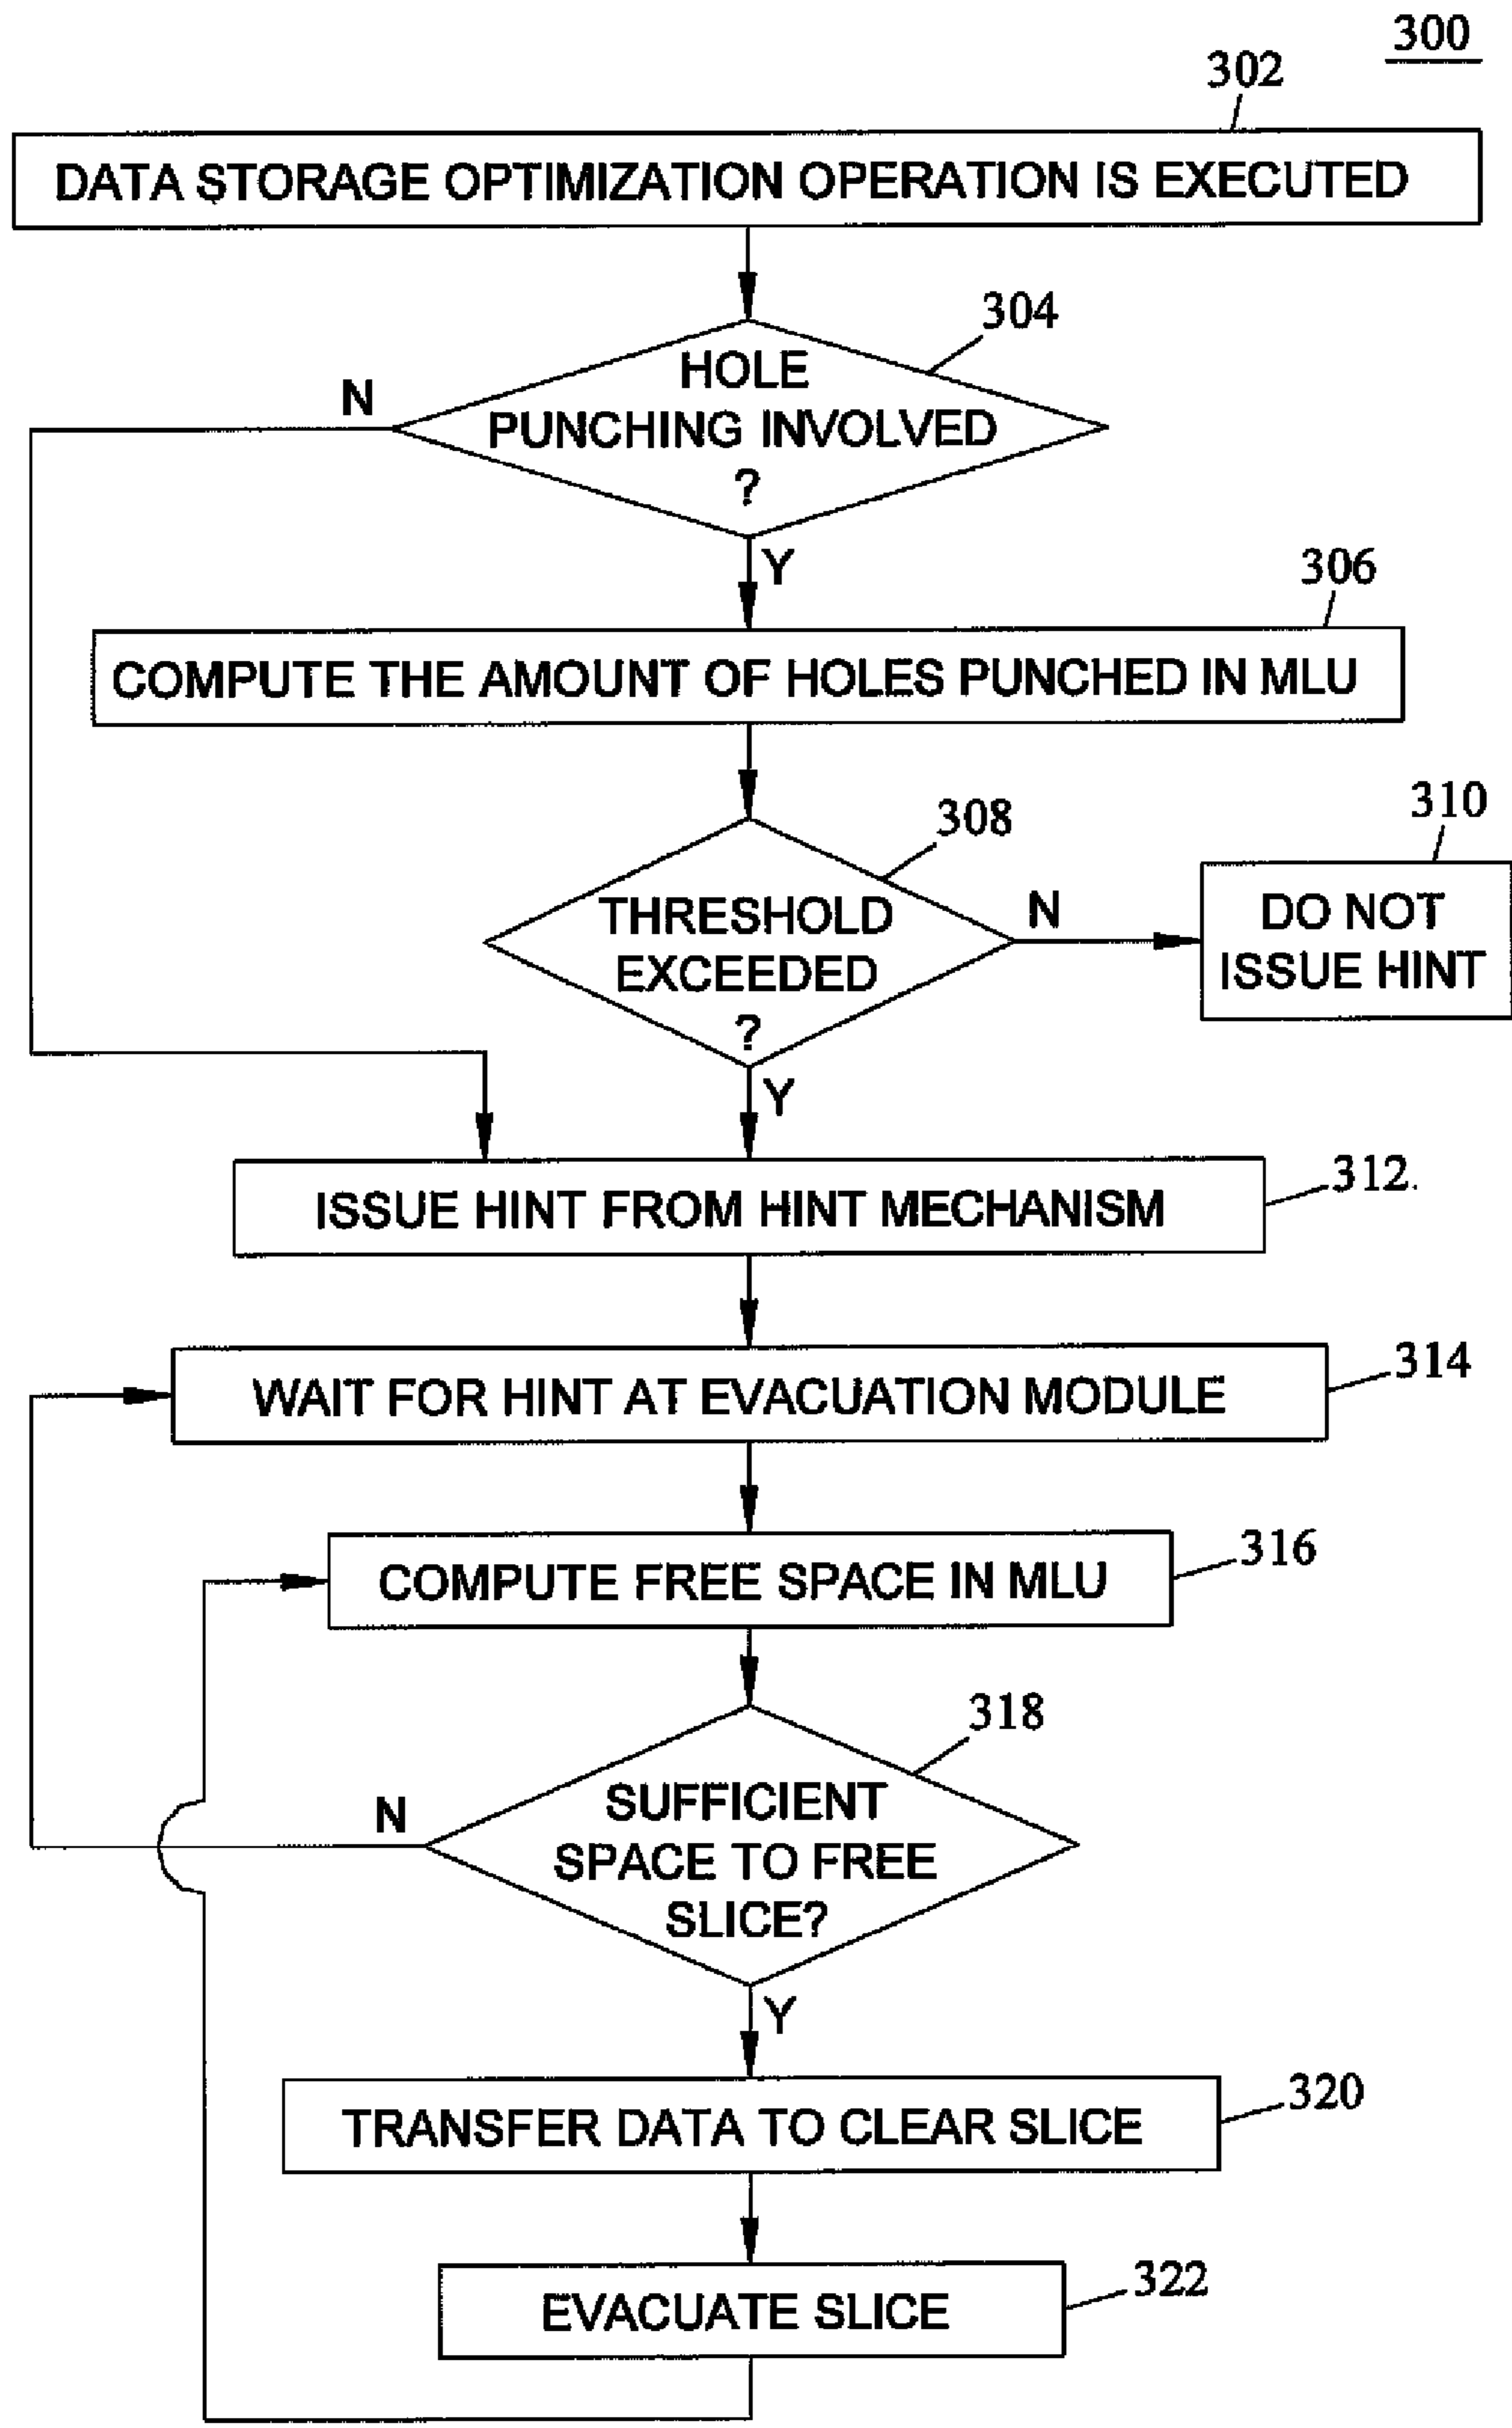 300
302
DATA STORAGE OPTIMIZATION OPERATION IS EXECUTED
304
HOLE
PUNCHING INVOLVED
?
N
Y
306
COMPUTE THE AMOUNT OF HOLES PUNCHED IN MLU
308
THRESHOLD
EXCEEDED
?
N
310
DO NOT
ISSUE HINT
Y
312.
ISSUE HINT FROM HINT MECHANISM
314
WAIT FOR HINT AT EVACUATION MODULE
316
COMPUTE FREE SPACE IN MLU
318
SUFFICIENT
SPACE TO FREE
SLICE?
N
Y
320
TRANSFER DATA TO CLEAR SLICE
322
EVACUATE SLICE